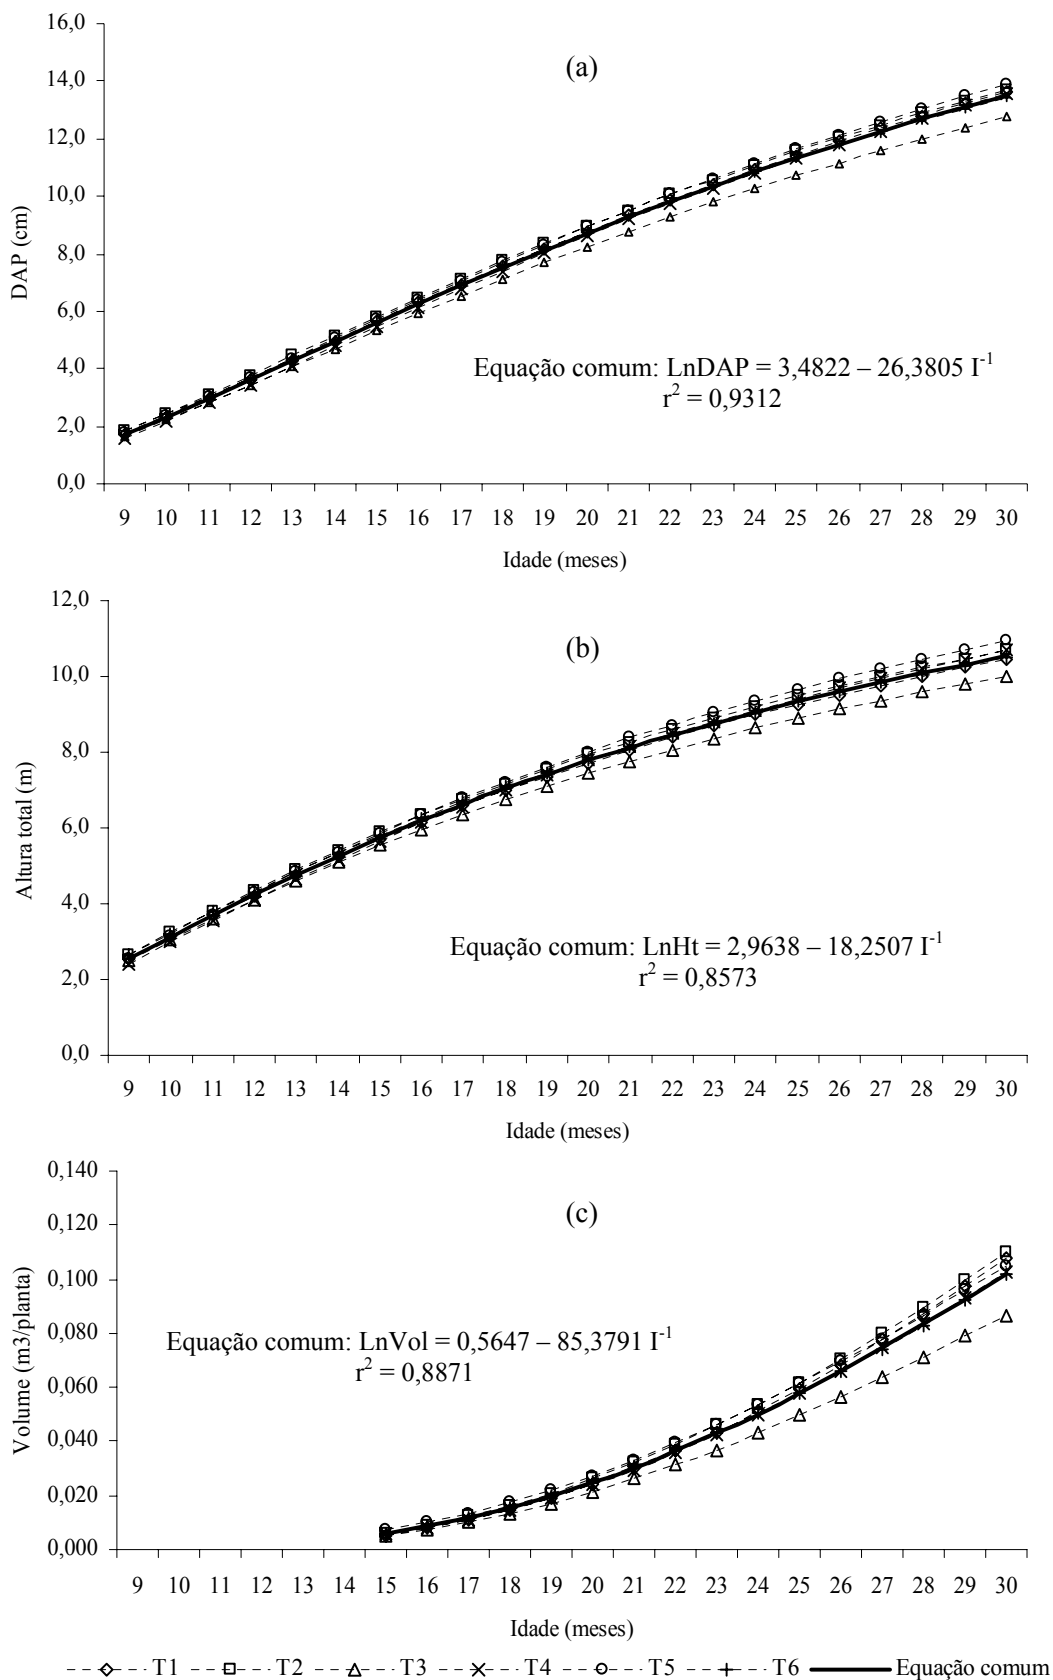 16,0
14,0
12,0
10,0
8,0
6,0
4,0
2,0
0,0
DAP (cm)
(a)
Equação comum: LnDAP = 3,4822 – 26,3805 I⁻¹
r² = 0,9312
9 10 11 12 13 14 15 16 17 18 19 20 21 22 23 24 25 26 27 28 29 30
Idade (meses)
12,0
10,0
8,0
6,0
4,0
2,0
0,0
Altura total (m)
(b)
Equação comum: LnHt = 2,9638 – 18,2507 I⁻¹
r² = 0,8573
9 10 11 12 13 14 15 16 17 18 19 20 21 22 23 24 25 26 27 28 29 30
Idade (meses)
0,140
0,120
0,100
0,080
0,060
0,040
0,020
0,000
Volume (m3/planta)
(c)
Equação comum: LnVol = 0,5647 – 85,3791 I⁻¹
r² = 0,8871
9 10 11 12 13 14 15 16 17 18 19 20 21 22 23 24 25 26 27 28 29 30
Idade (meses)
T1 T2 T3 T4 T5 T6 Equação comum